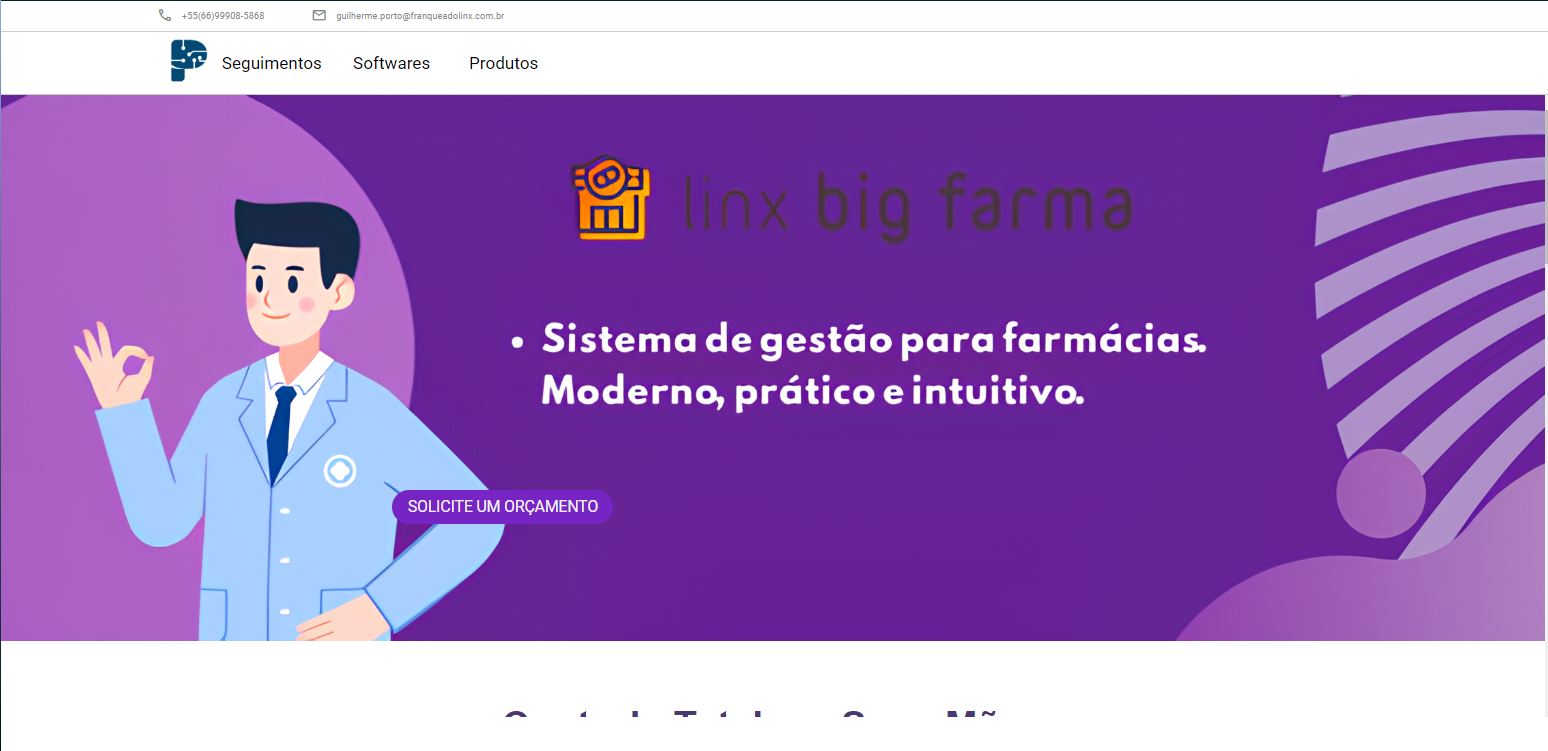 +55(66)99908-5868 guilherme.porto@franqueadolinx.com.br
Seguimentos Softwares Produtos
linx big farma
• Sistema de gestão para farmácias.
Moderno, prático e intuitivo.
SOLICITE UM ORÇAMENTO